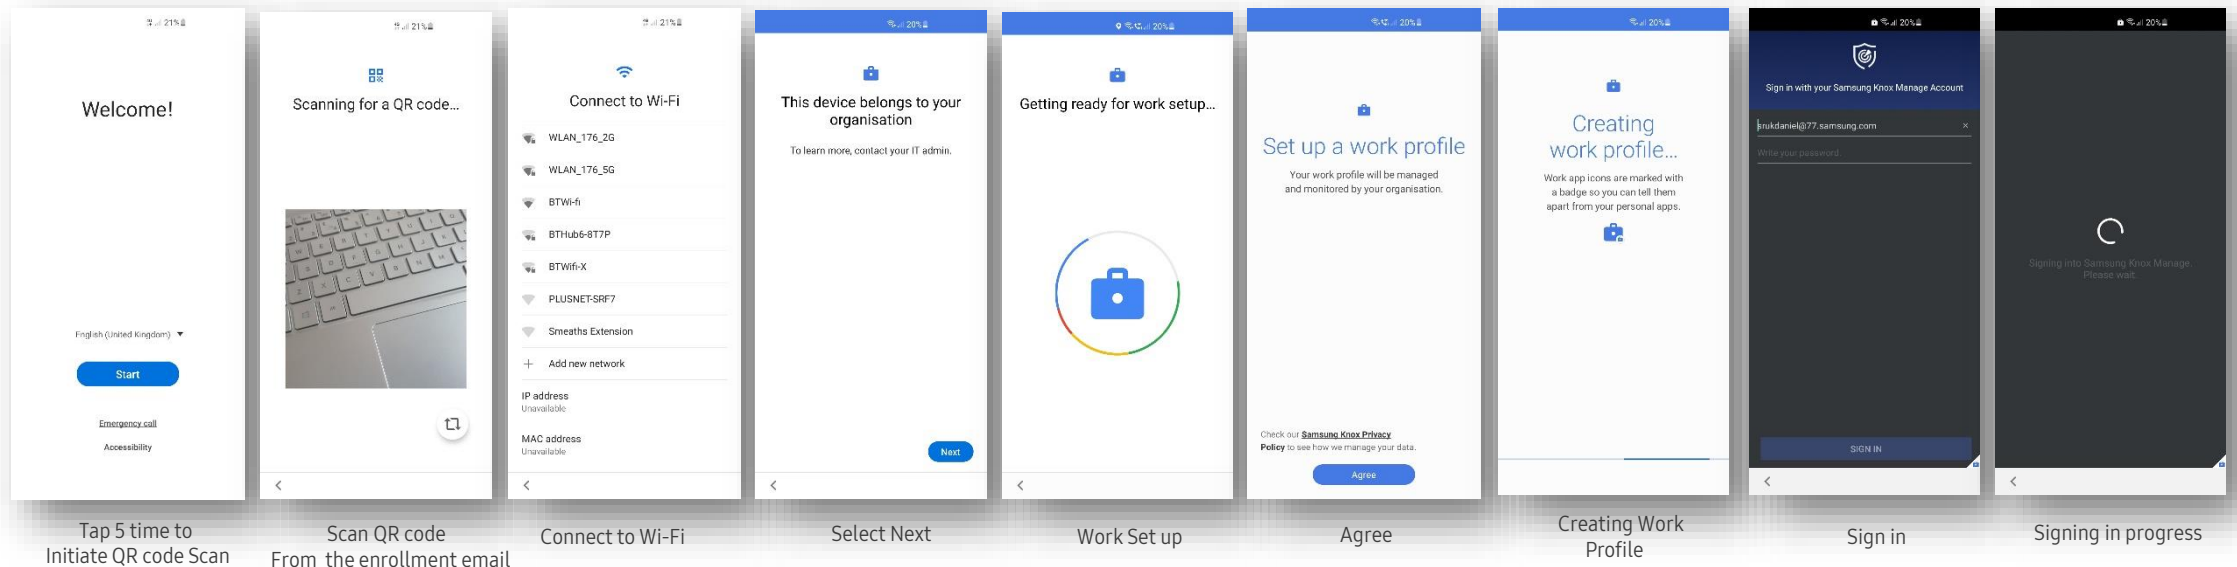 21%
Welcome!
English (United Kingdom)
Start
Emergency call
Accessibility
Tap 5 time to
Initiate QR code Scan
21%
Scanning for a QR code...
Scan QR code
From the enrollment email
21%
Connect to Wi-Fi
WLAN_176_2G
WLAN_176_5G
BTWi-fi
BTHub6-8T7P
BTWifi-X
PLUSNET-SRF7
Smeaths Extension
Add new network
IP address
Unavailable
MAC address
Unavailable
Connect to Wi-Fi
20%
This device belongs to your
organisation
To learn more, contact your IT admin.
Next
Select Next
20%
Getting ready for work setup...
Work Set up
20%
Set up a work profile
Your work profile will be managed
and monitored by your organisation.
Check our Samsung Knox Privacy
Policy to see how we manage your data.
Agree
Agree
20%
Creating
work profile...
Work app icons are marked with
a badge so you can tell them
apart from your personal apps.
Creating Work
Profile
20%
Sign in with your Samsung Knox Manage Account
srukdaniel@77.samsung.com
Write your password.
SIGN IN
Sign in
20%
Signing into Samsung Knox Manage.
Please wait.
Signing in progress